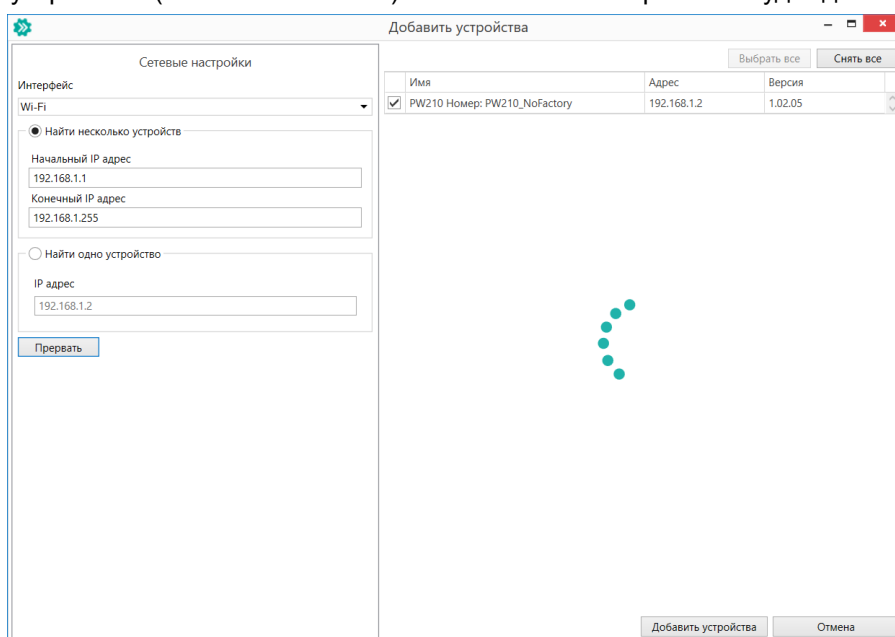 Добавить устройства
Сетевые настройки
Интерфейс
Wi-Fi
Найти несколько устройств
Начальный IP адрес
192.168.1.1
Конечный IP адрес
192.168.1.255
Найти одно устройство
IP адрес
192.168.1.2
Прервать
Выбрать все Снять все
Имя Адрес Версия
PW210 Номер: PW210_NoFactory 192.168.1.2 1.02.05
Добавить устройства Отмена